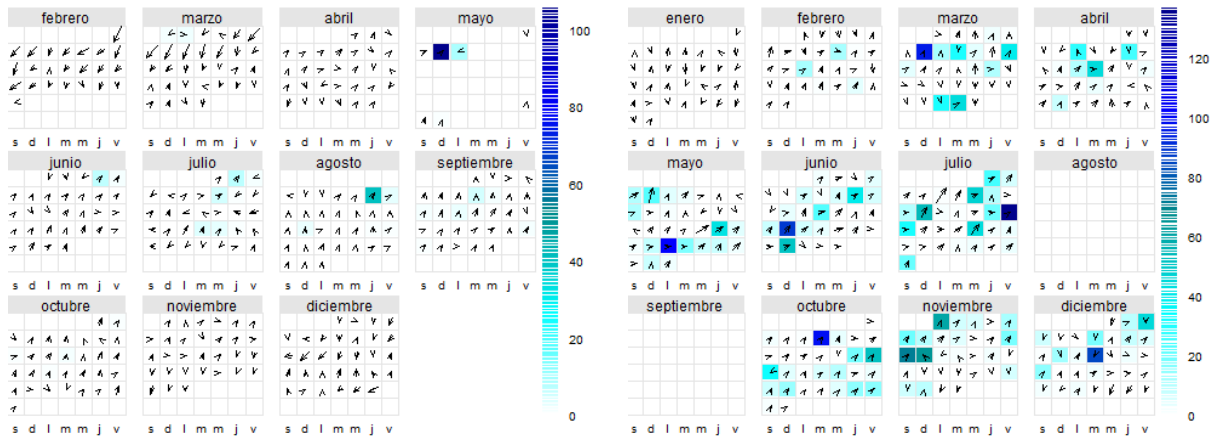 febrero marzo abril mayo
s d l m m j v s d l m m j v s d l m m j v s d l m m j v
junio julio agosto septiembre
s d l m m j v s d l m m j v s d l m m j v s d l m m j v
octubre noviembre diciembre
s d l m m j v s d l m m j v s d l m m j v
100
80
60
40
20
0
enero febrero marzo abril
s d l m m j v s d l m m j v s d l m m j v s d l m m j v
mayo junio julio agosto
s d l m m j v s d l m m j v s d l m m j v s d l m m j v
septiembre octubre noviembre diciembre
s d l m m j v s d l m m j v s d l m m j v s d l m m j v
120
100
80
60
40
20
0